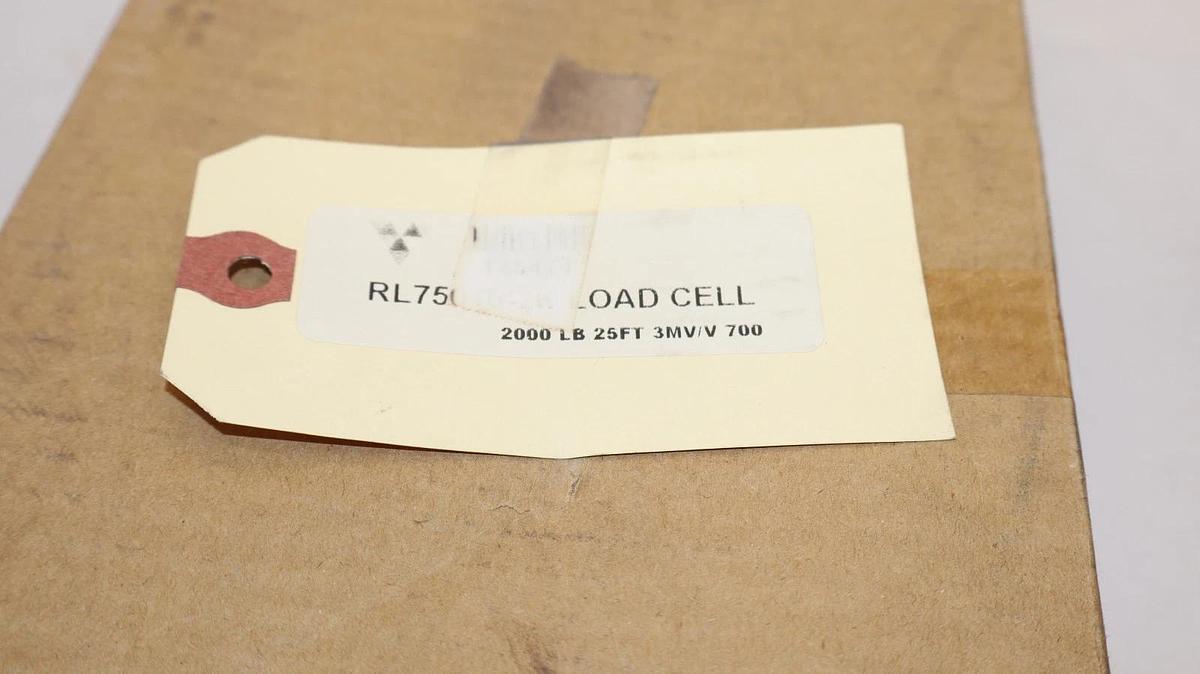 LOAD CELL
2000 LB 25FT 3MV/V 700